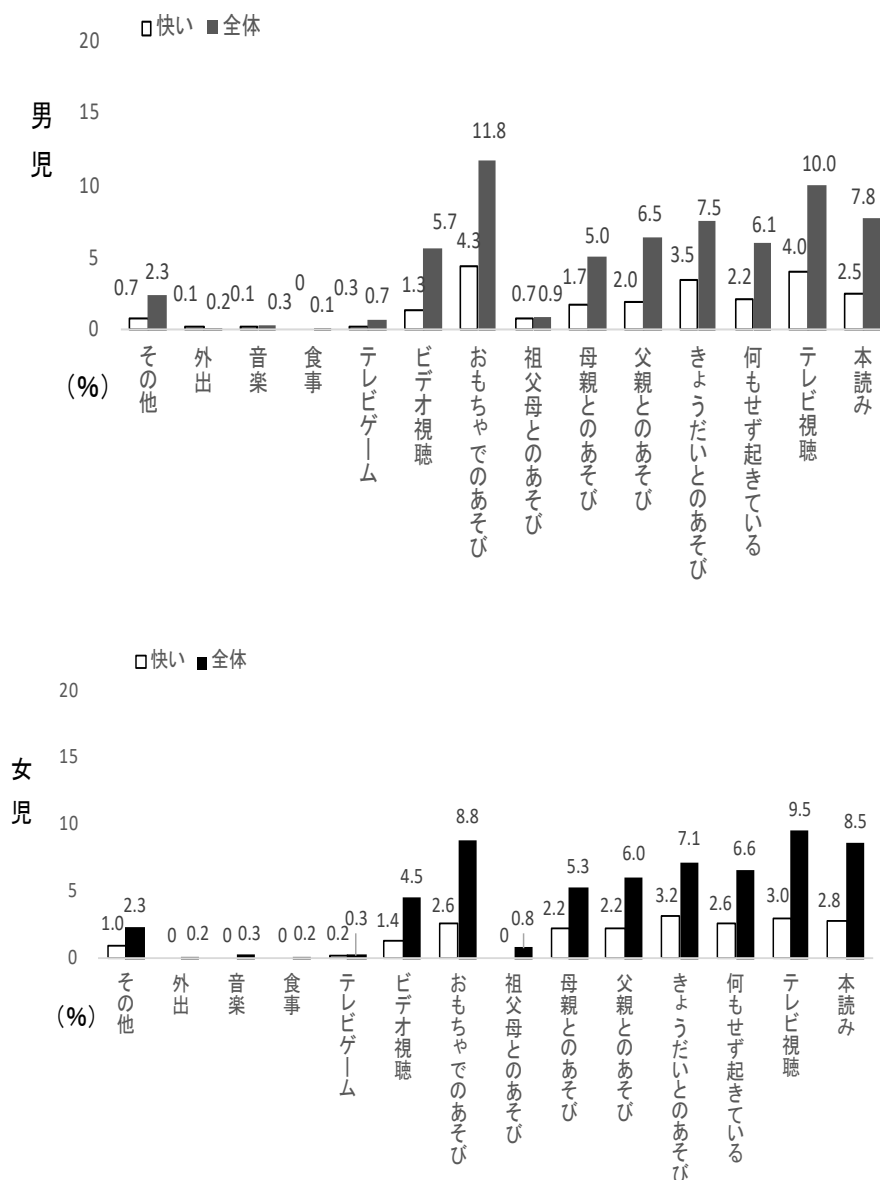 快い 全体
20
15
10
5
0
男児
(%)
0.7 2.3 0.1 0.2 0.1 0.3 0 0.1 0.3 0.7 1.3 5.7 4.3 11.8 0.7 0.9 1.7 5.0 2.0 6.5 3.5 7.5 2.2 6.1 4.0 10.0 2.5 7.8
その他
外出
音楽
食事
テレビゲーム
ビデオ視聴
おもちゃでのあそび
祖父母とのあそび
母親とのあそび
父親とのあそび
きょうだいとのあそび
何もせず起きている
テレビ視聴
本読み
快い 全体
20
15
10
5
0
女児
(%)
1.0 2.3 0 0.2 0 0.3 0 0.2 0.2 0.3 1.4 4.5 2.6 8.8 0 0.8 2.2 5.3 2.2 6.0 3.2 7.1 2.6 6.6 3.0 9.5 2.8 8.5
その他
外出
音楽
食事
テレビゲーム
ビデオ視聴
おもちゃでのあそび
祖父母とのあそび
母親とのあそび
父親とのあそび
きょうだいとのあそび
何もせず起きている
テレビ視聴
本読み